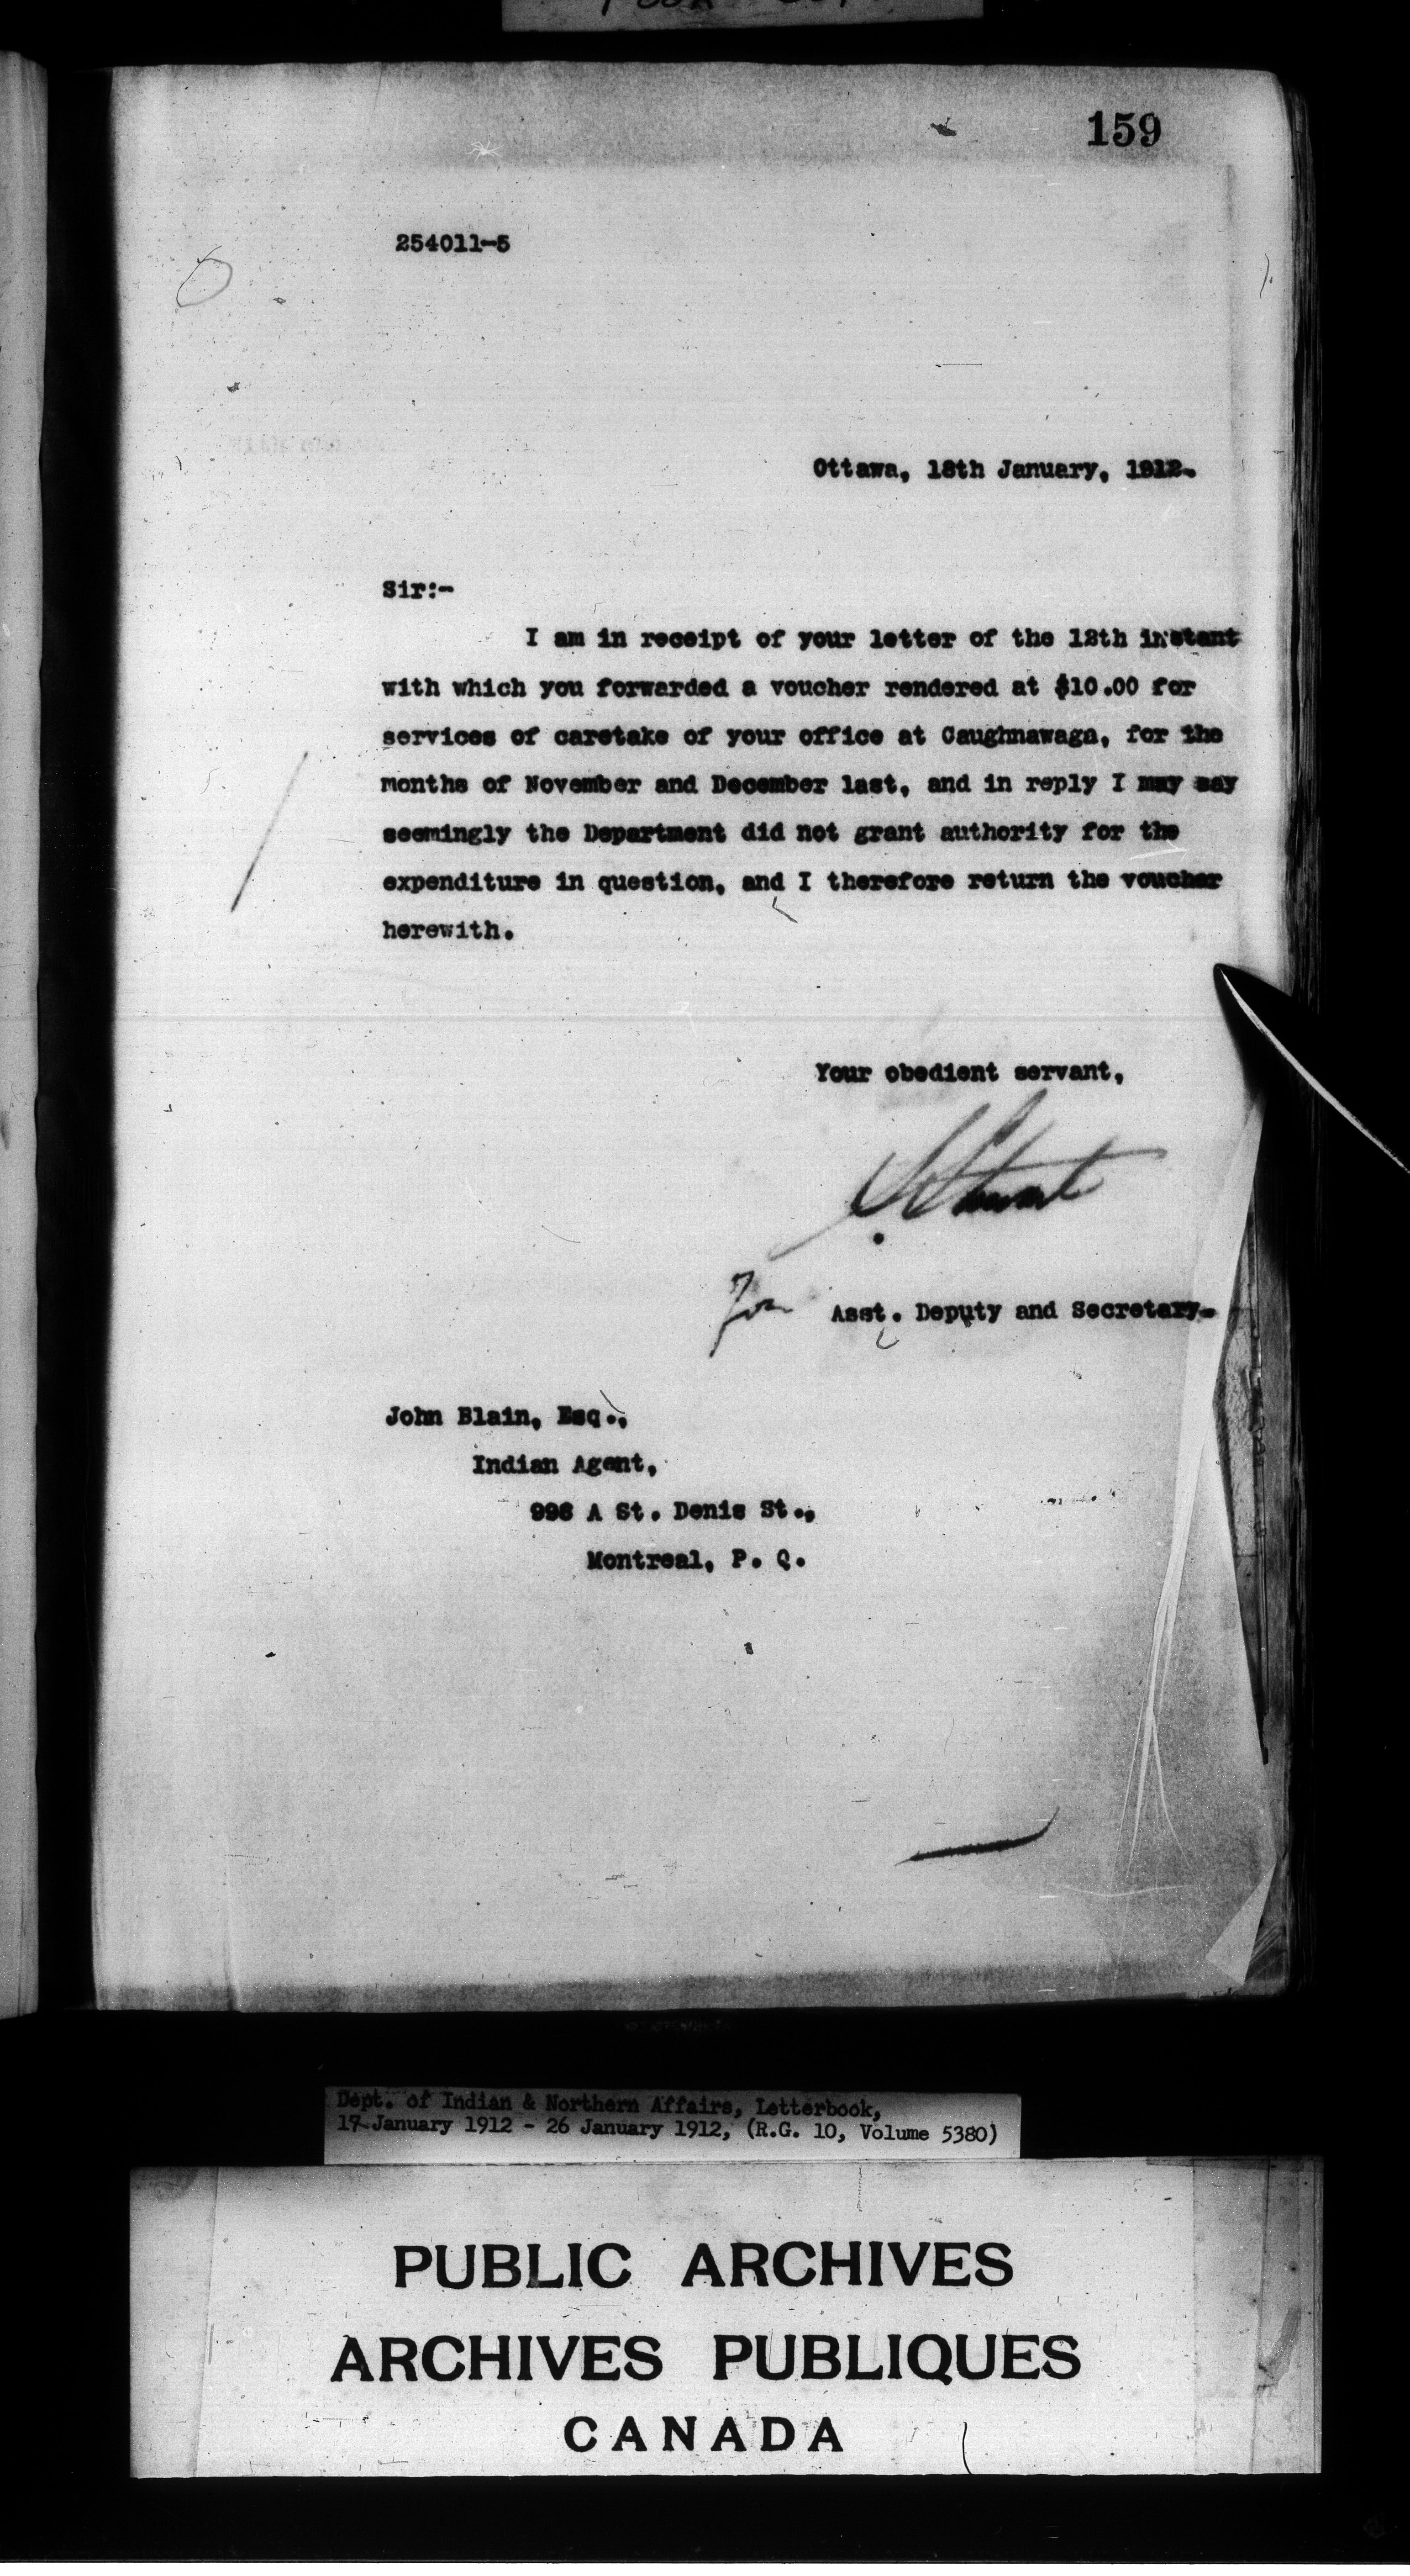 159
254011-5
Ottawa, 18th January, 1912.
Sir:-
I am in receipt of your letter of the 12th instant
with which you forwarded a voucher rendered at $10.00 for
services of caretake of your office at Caughnawaga, for the
months of November and December last, and in reply I may say
seemingly the Department did not grant authority for the
expenditure in question, and I therefore return the voucher
herewith.
Your obedient servant,
For Asst. Deputy and Secretary.
John Blain, Esq.,
Indian Agent,
996 A St. Denis St.,
Montreal, P. Q.
Dept. of Indian & Northern Affairs, Letterbook,
17 January 1912 - 26 January 1912, (R.G. 10, Volume 5380)
PUBLIC ARCHIVES
ARCHIVES PUBLIQUES
CANADA